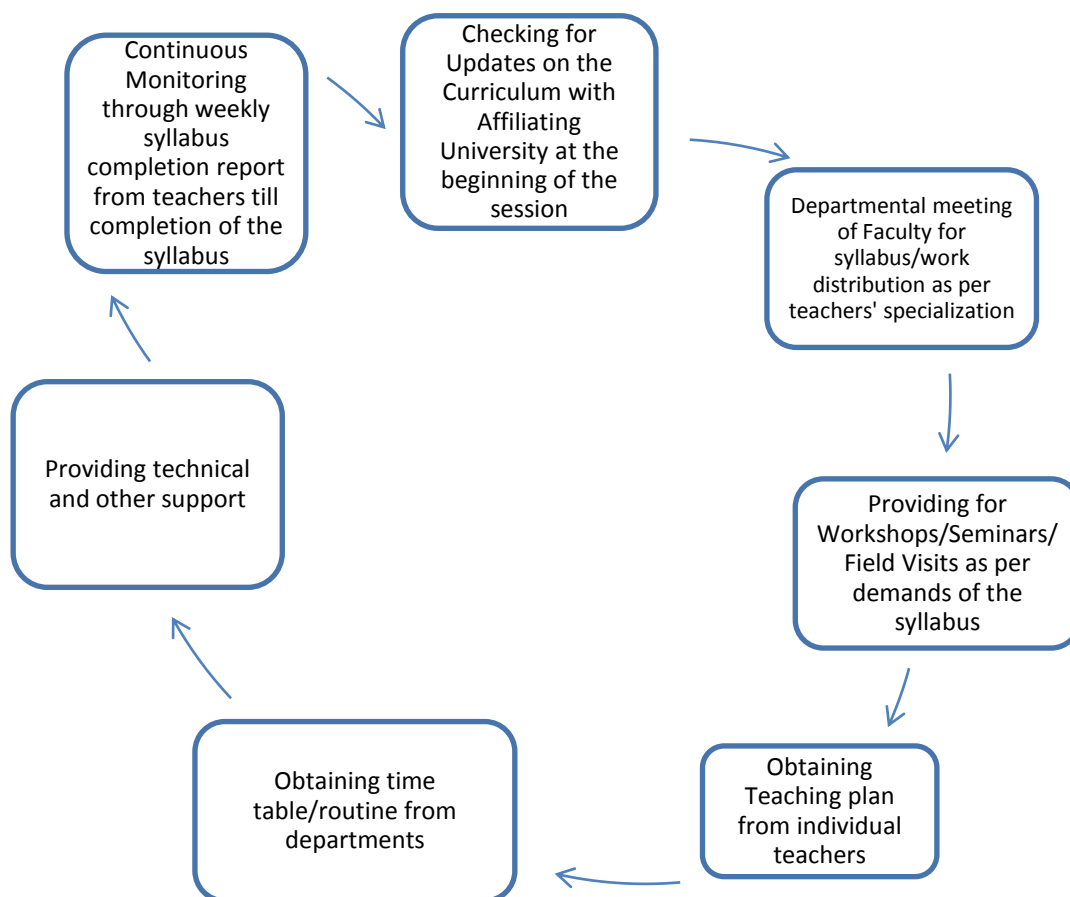 Continuous
Monitoring
through weekly
syllabus
completion report
from teachers till
completion of the
syllabus
Checking for
Updates on the
Curriculum with
Affiliating
University at the
beginning of the
session
Departmental meeting
of Faculty for
syllabus/work
distribution as per
teachers' specialization
Providing for
Workshops/Seminars/
Field Visits as per
demands of the
syllabus
Obtaining
Teaching plan
from individual
teachers
Obtaining time
table/routine from
departments
Providing technical
and other support